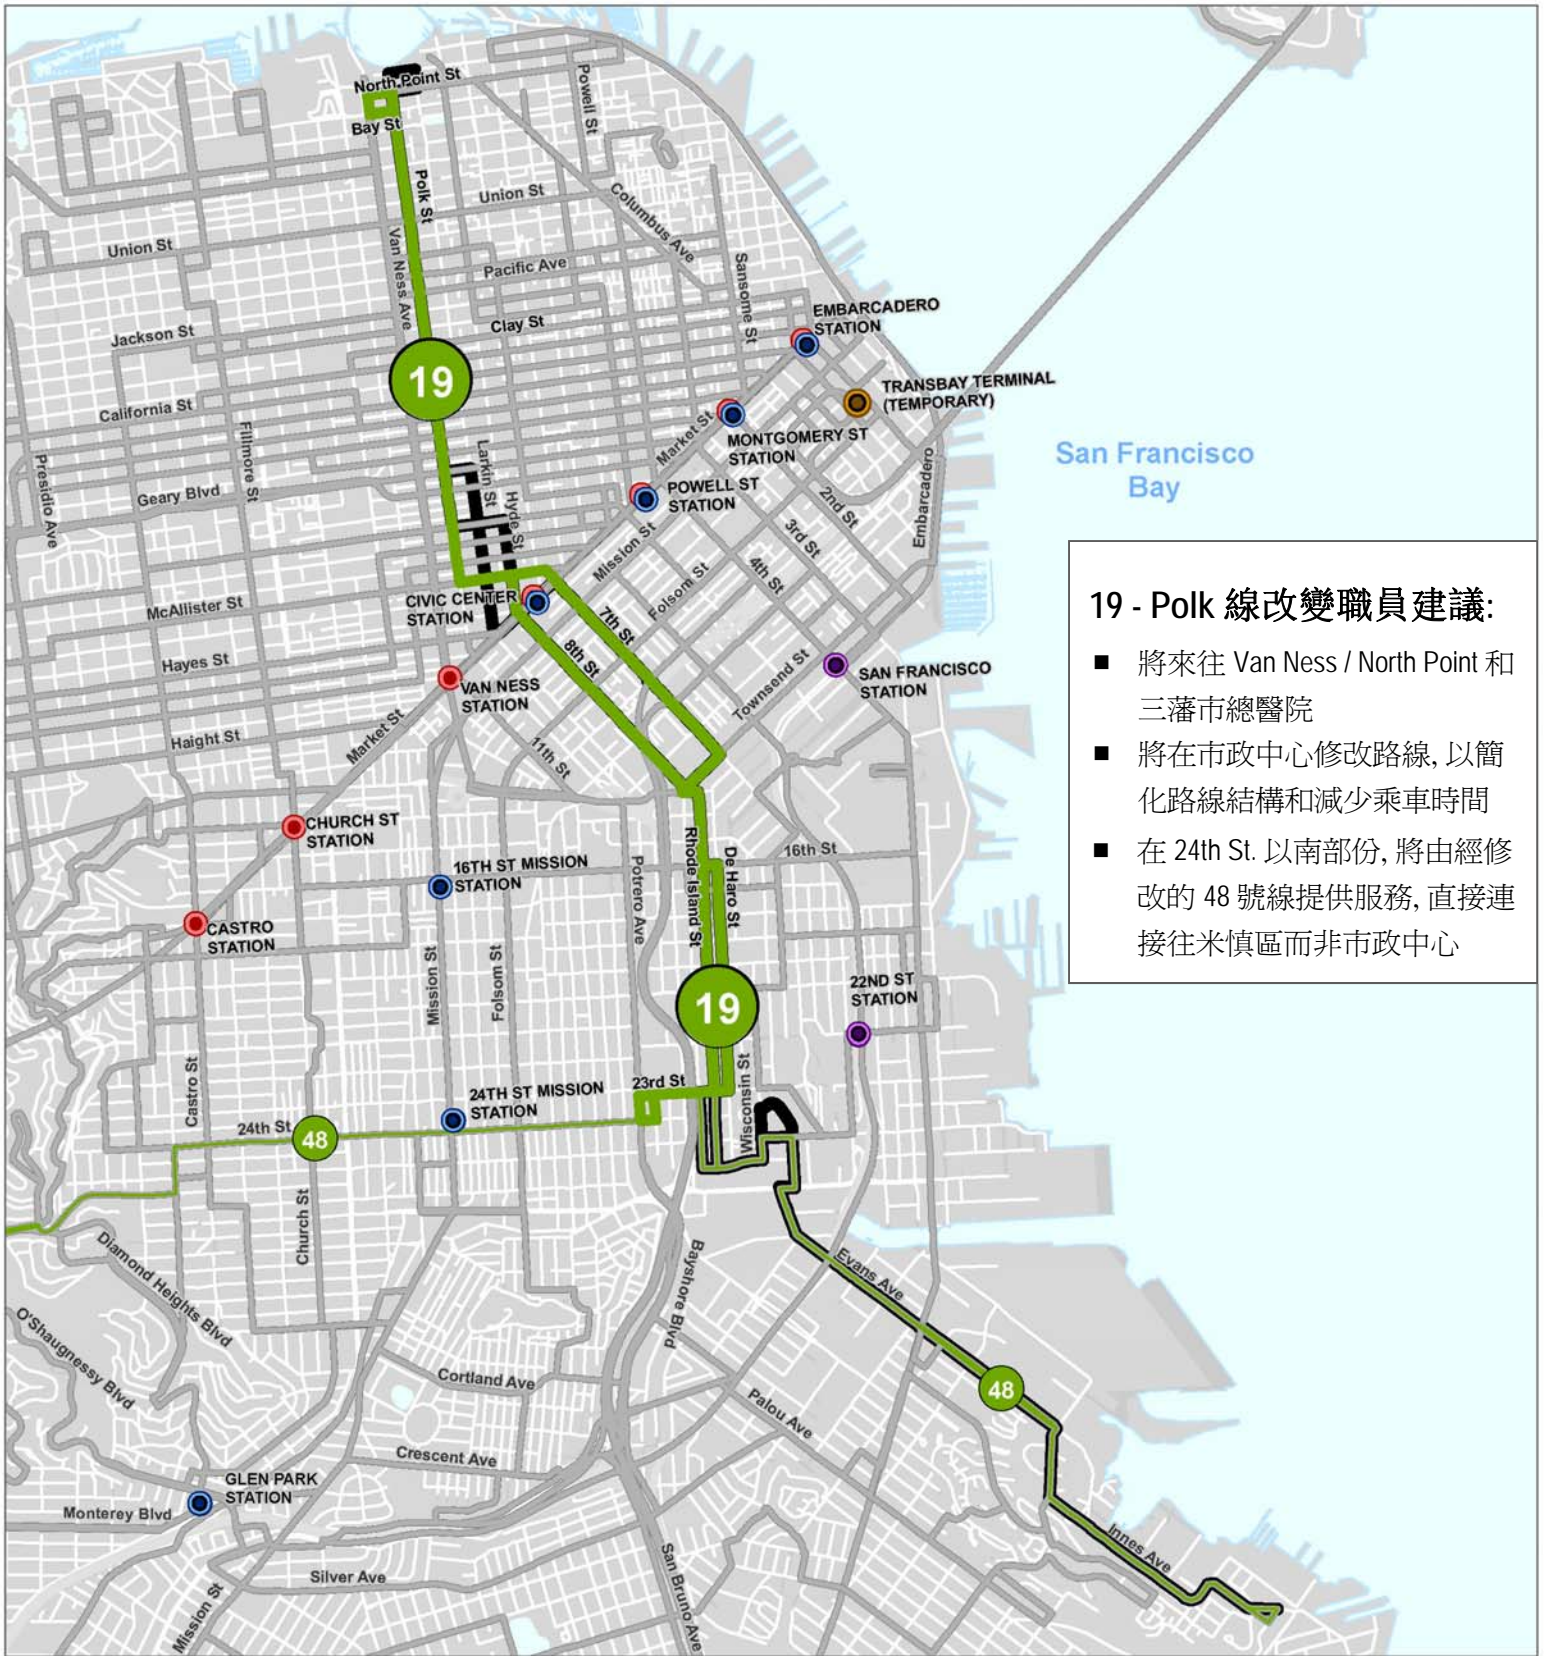 North Point St
Bay St
Powell St
Polk St
Union St
Columbus Ave
Union St
Van Ness Ave
Pacific Ave
Sansome St
Jackson St
Clay St
EMBARCADERO
STATION
19
TRANSBAY TERMINAL
(TEMPORARY)
California St
Fillmore St
Market St
MONTGOMERY ST
STATION
San Francisco
Bay
Presidio Ave
Geary Blvd
Larkin St
Hyde St
POWELL ST
STATION
2nd St
Embarcadero
Mission St
3rd St
4th St
Folsom St
McAllister St
CIVIC CENTER
STATION
7th St
8th St
Hayes St
VAN NESS
STATION
Townsend St
SAN FRANCISCO
STATION
Haight St
Market St
11th St
19 - Polk 線改變職員建議:
■ 將來往 Van Ness / North Point 和
三藩市總醫院
■ 將在市政中心修改路線, 以簡
化路線結構和減少乘車時間
■ 在 24th St. 以南部份, 將由經修
改的 48 號線提供服務, 直接連
接往米慎區而非市政中心
CHURCH ST
STATION
16TH ST MISSION
STATION
Potrero Ave
Rhode Island St
De Haro St
16th St
CASTRO
STATION
Mission St
Folsom St
19
22ND ST
STATION
Castro St
24TH ST MISSION
STATION
23rd St
Wisconsin St
24th St
48
Church St
Diamond Heights Blvd
Bayshore Blvd
Evans Ave
O'Shaugnessy Blvd
Cortland Ave
Palou Ave
48
Crescent Ave
GLEN PARK
STATION
Monterey Blvd
Innes Ave
Silver Ave
San Bruno Ave
Mission St